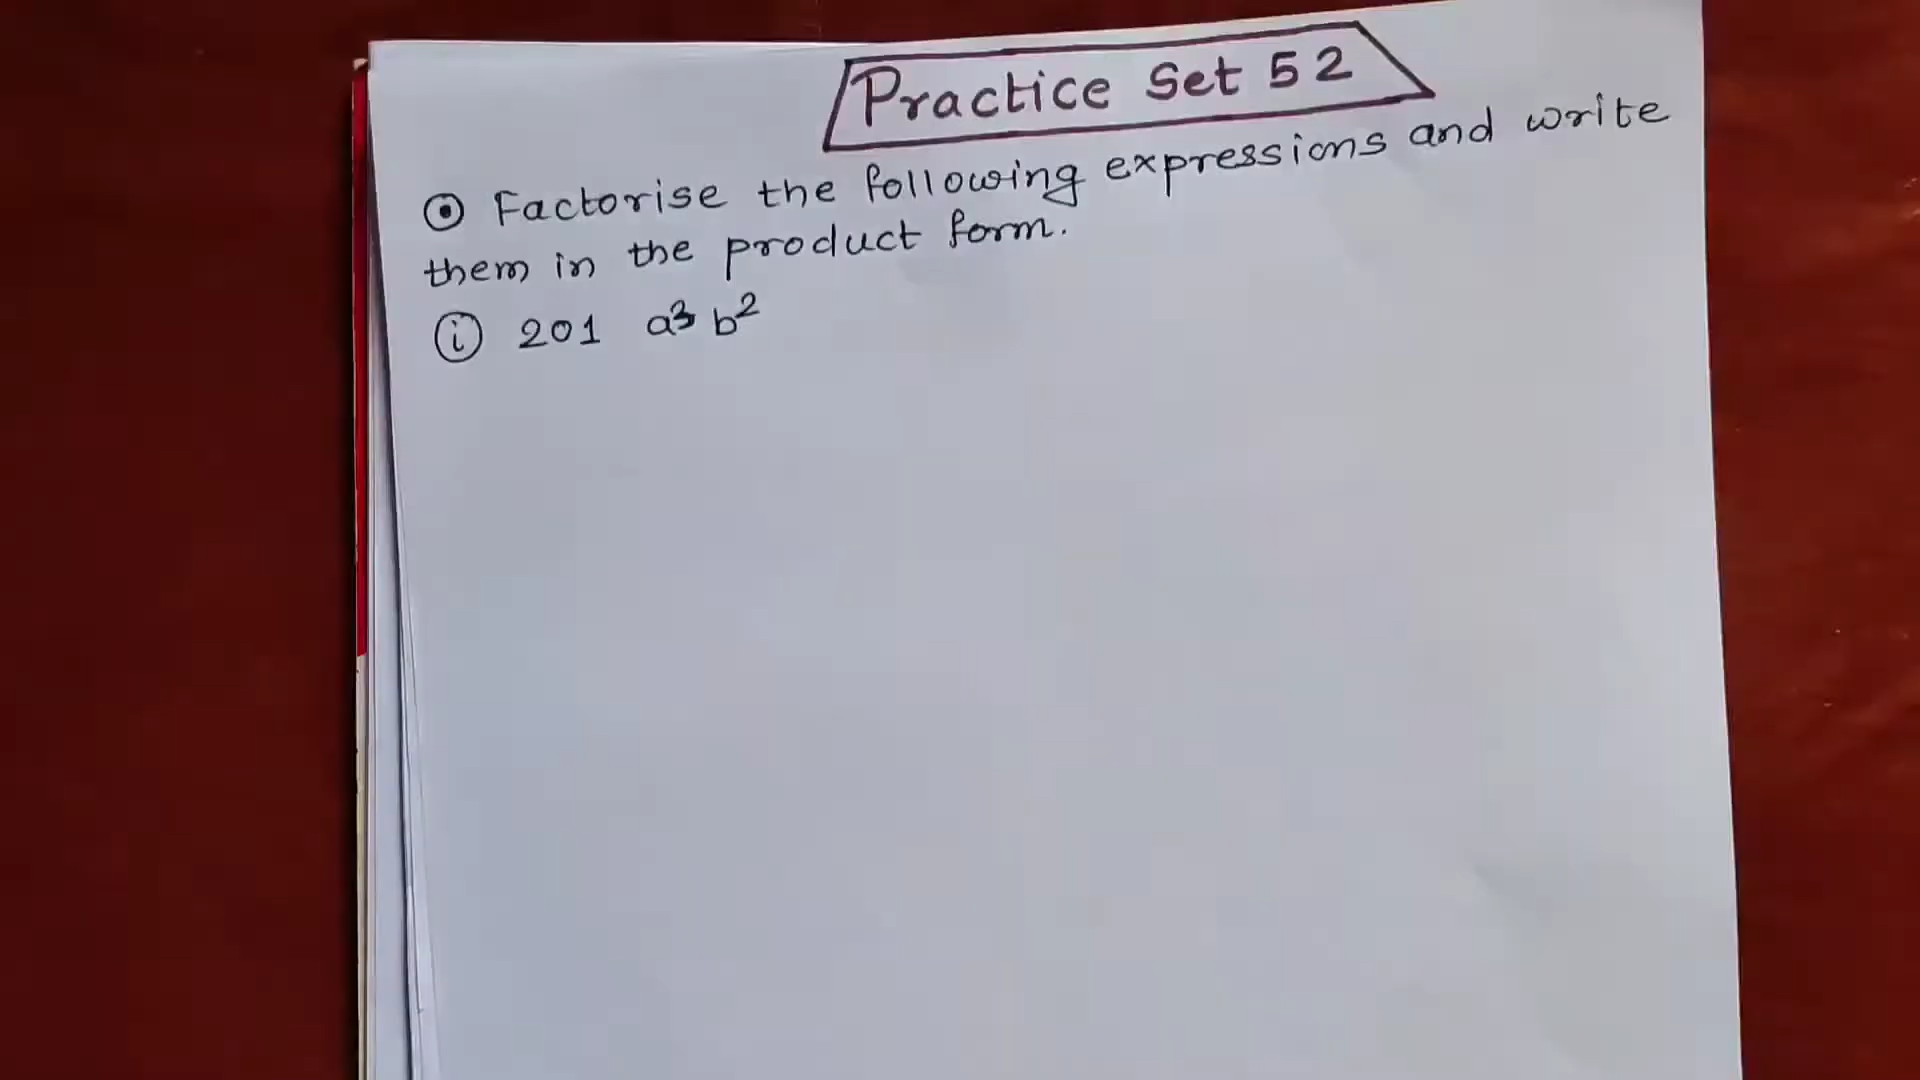 Practice Set 52
⊙ Factorise the following expressions and write
them in the product form.
ⓘ 201 a³ b²